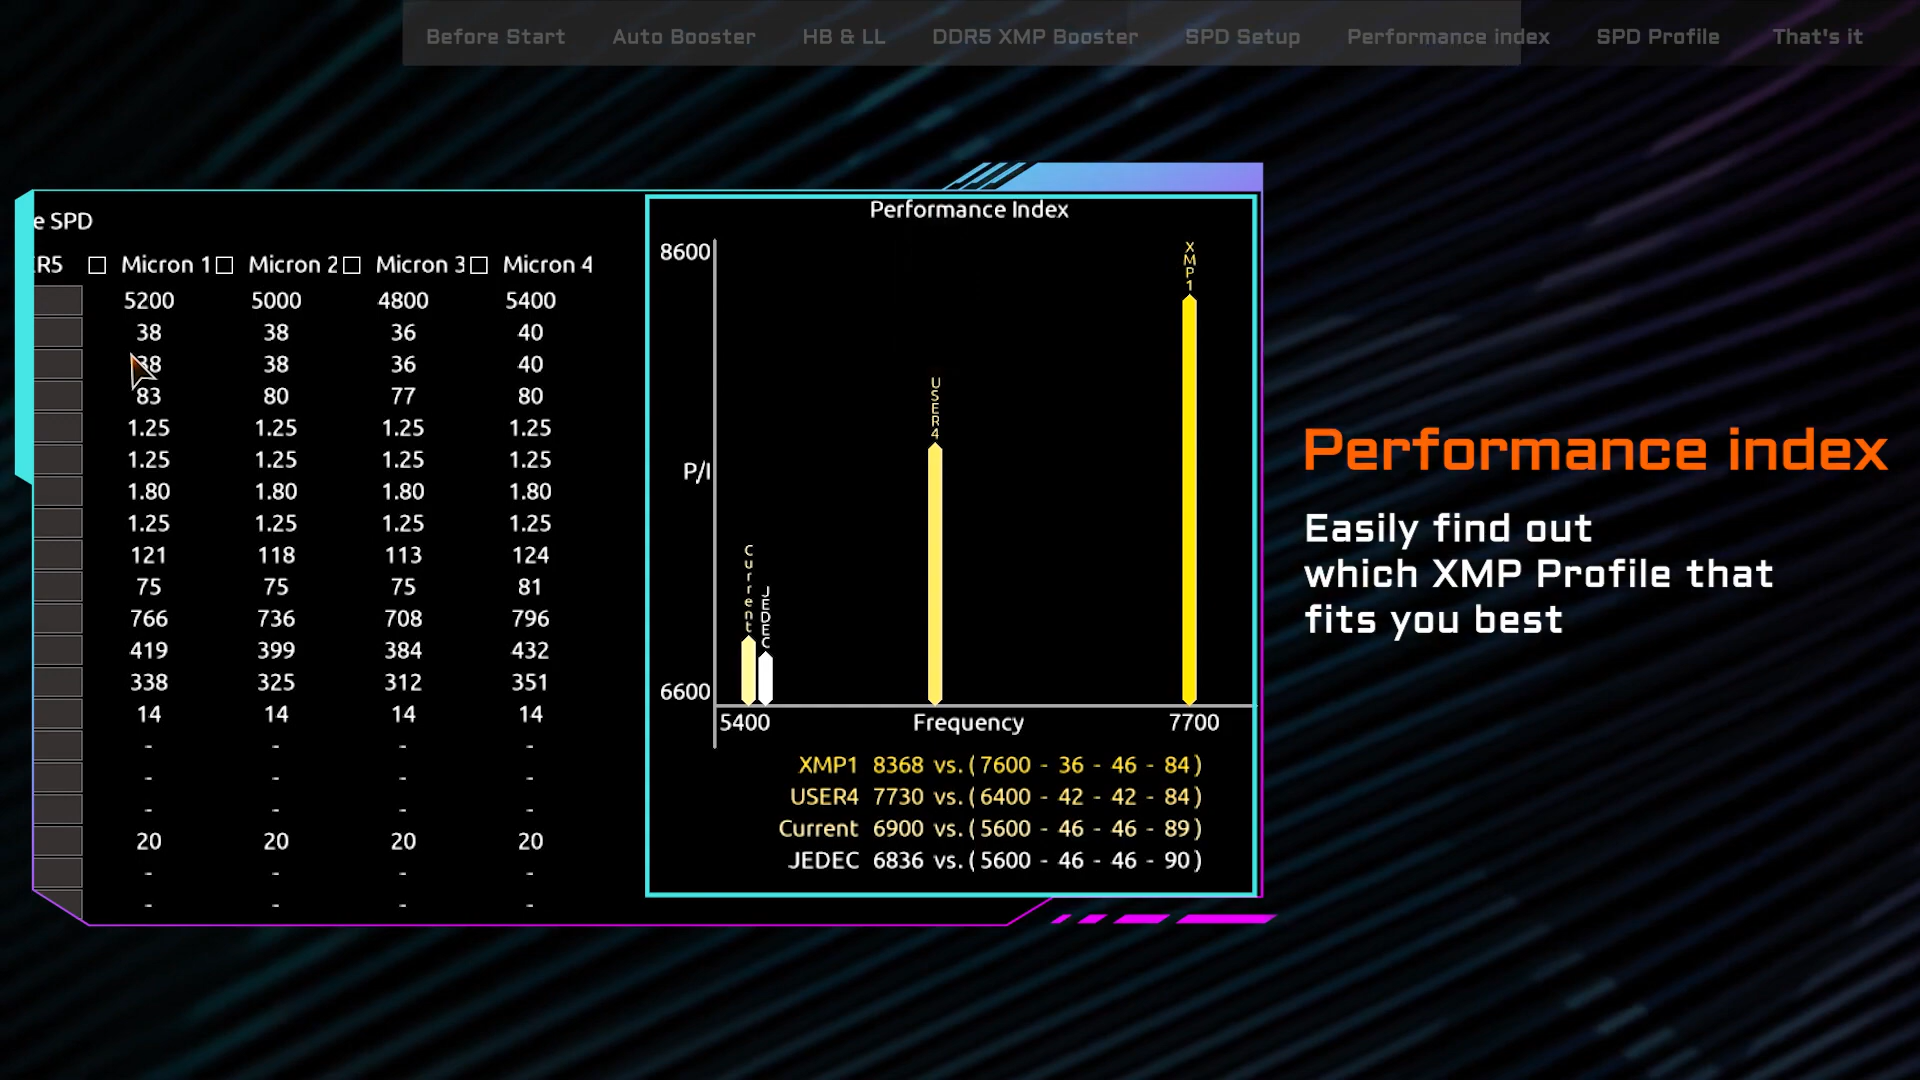 Before Start Auto Booster HB & LL DDR5 XMP Booster SPD Setup Performance index SPD Profile That's it
e SPD
R5 Micron 1 Micron 2 Micron 3 Micron 4
5200 5000 4800 5400
38 38 36 40
38 38 36 40
83 80 77 80
1.25 1.25 1.25 1.25
1.25 1.25 1.25 1.25
1.80 1.80 1.80 1.80
1.25 1.25 1.25 1.25
121 118 113 124
75 75 75 81
766 736 708 796
419 399 384 432
338 325 312 351
14 14 14 14
- - - -
- - - -
- - - -
20 20 20 20
- - - -
- - - -
Performance Index
8600
P/I
6600
XMP1
USER4
Current
JEDEC
5400 Frequency 7700
XMP1 8368 vs. ( 7600 - 36 - 46 - 84 )
USER4 7730 vs. ( 6400 - 42 - 42 - 84 )
Current 6900 vs. ( 5600 - 46 - 46 - 89 )
JEDEC 6836 vs. ( 5600 - 46 - 46 - 90 )
Performance index
Easily find out
which XMP Profile that
fits you best